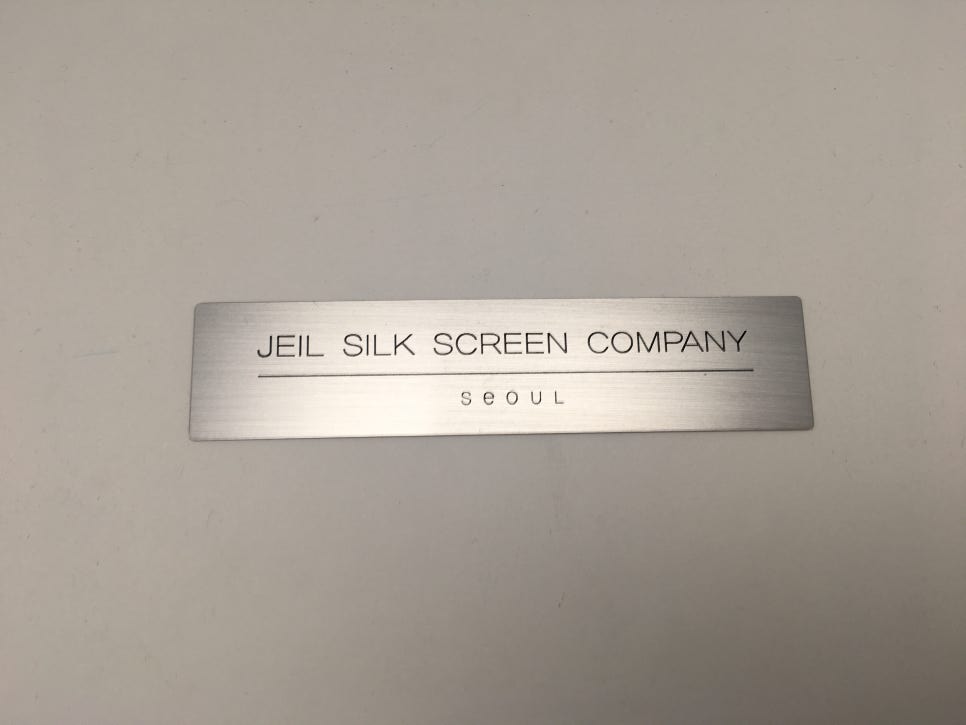 JEIL SILK SCREEN COMPANY
seoul